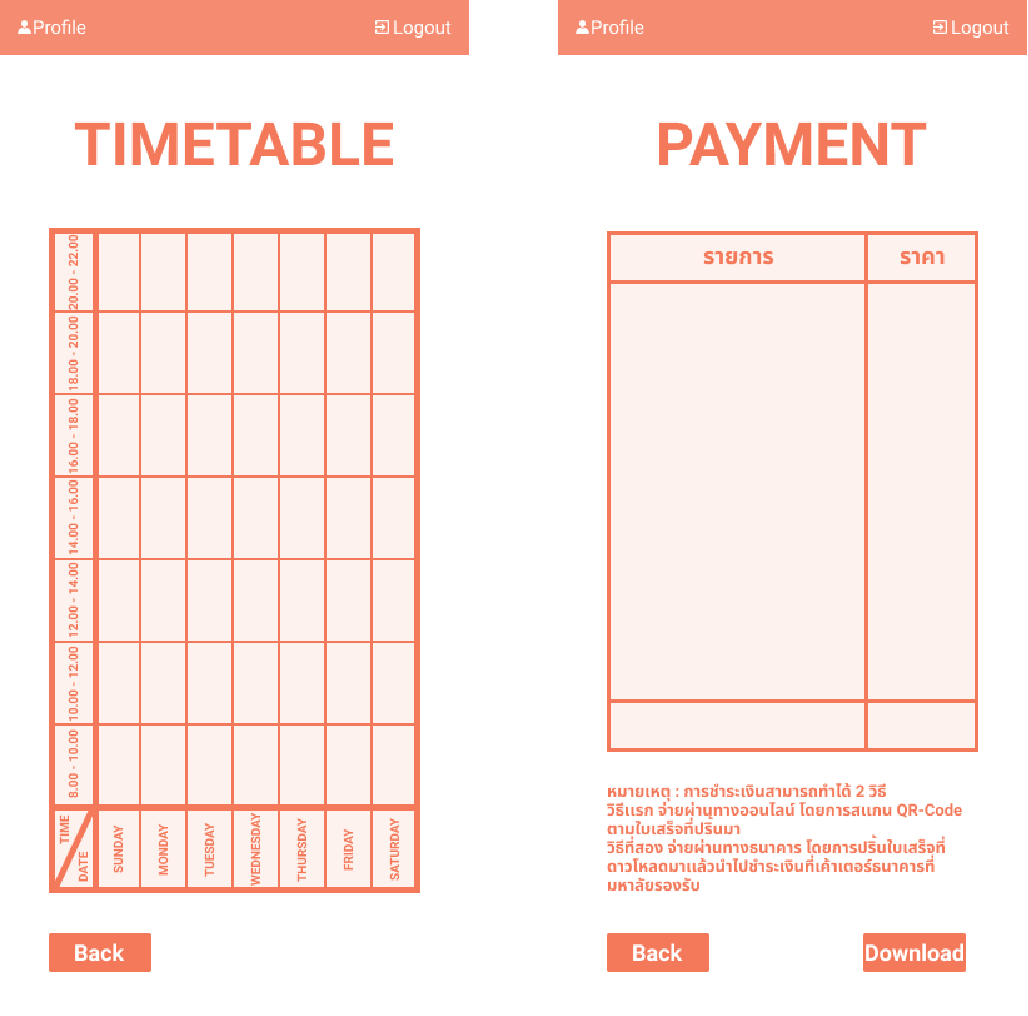 Profile
Logout
TIMETABLE
20.00 - 22.00
18.00 - 20.00
16.00 - 18.00
14.00 - 16.00
12.00 - 14.00
10.00 - 12.00
8.00 - 10.00
TIME
DATE
SUNDAY
MONDAY
TUESDAY
WEDNESDAY
THURSDAY
FRIDAY
SATURDAY
Back
Profile
Logout
PAYMENT
รายการ
ราคา
หมายเหตุ : การชำระเงินสามารถทำได้ 2 วิธี
วิธีแรก จ่ายผ่านทางออนไลน์ โดยการสแกน QR-Code
ตามใบเสร็จที่ปริ้นมา
วิธีที่สอง จ่ายผ่านทางธนาคาร โดยการปริ้นใบเสร็จที่
ดาวโหลดมาแล้วนำไปชำระเงินที่เค้าเตอร์ธนาคารที่
มหาลัยรองรับ
Back
Download